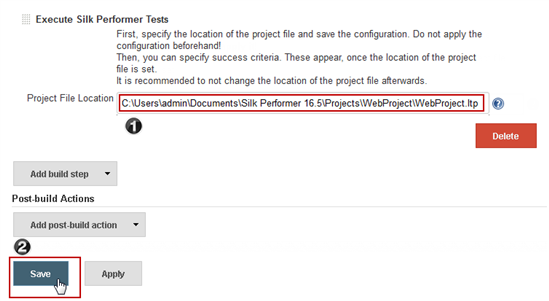 Execute Silk Performer Tests
First, specify the location of the project file and save the configuration. Do not apply the
configuration beforehand!
Then, you can specify success criteria. These appear, once the location of the project
file is set.
It is recommended to not change the location of the project file afterwards.
Project File Location
C:\Users\admin\Documents\Silk Performer 16.5\Projects\WebProject\WebProject.ltp
?
1
Delete
Add build step
Post-build Actions
Add post-build action
2
Save
Apply